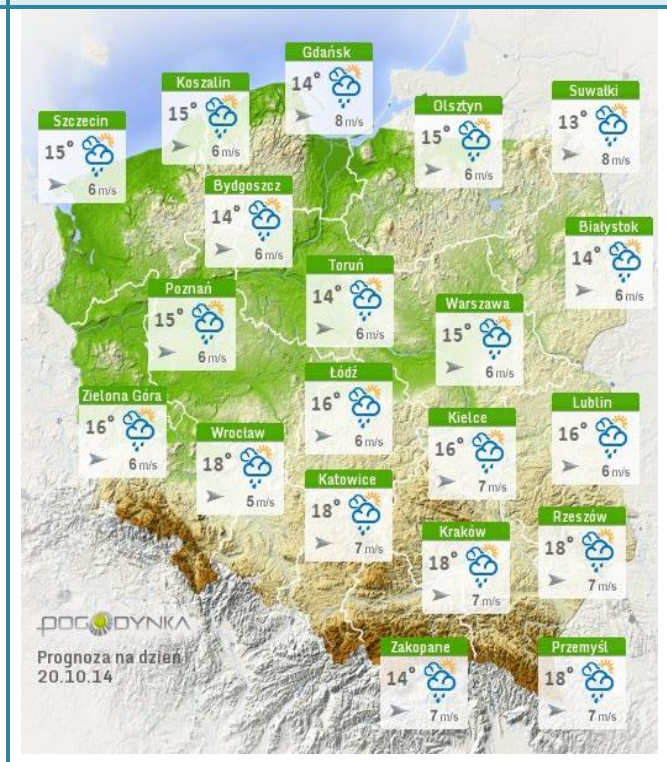 Gdańsk
14°
8 m/s
Koszalin
15°
6 m/s
Suwałki
13°
8 m/s
Olsztyn
15°
6 m/s
Szczecin
15°
6 m/s
Bydgoszcz
14°
6 m/s
Białystok
14°
6 m/s
Toruń
14°
6 m/s
Poznań
15°
6 m/s
Warszawa
15°
6 m/s
Łódź
16°
6 m/s
Zielona Góra
16°
6 m/s
Lublin
16°
6 m/s
Kielce
16°
7 m/s
Wrocław
18°
5 m/s
Katowice
18°
7 m/s
Rzeszów
18°
7 m/s
Kraków
18°
7 m/s
POGODYNKA
Prognoza na dzień
20.10.14
Zakopane
14°
7 m/s
Przemyśl
18°
7 m/s